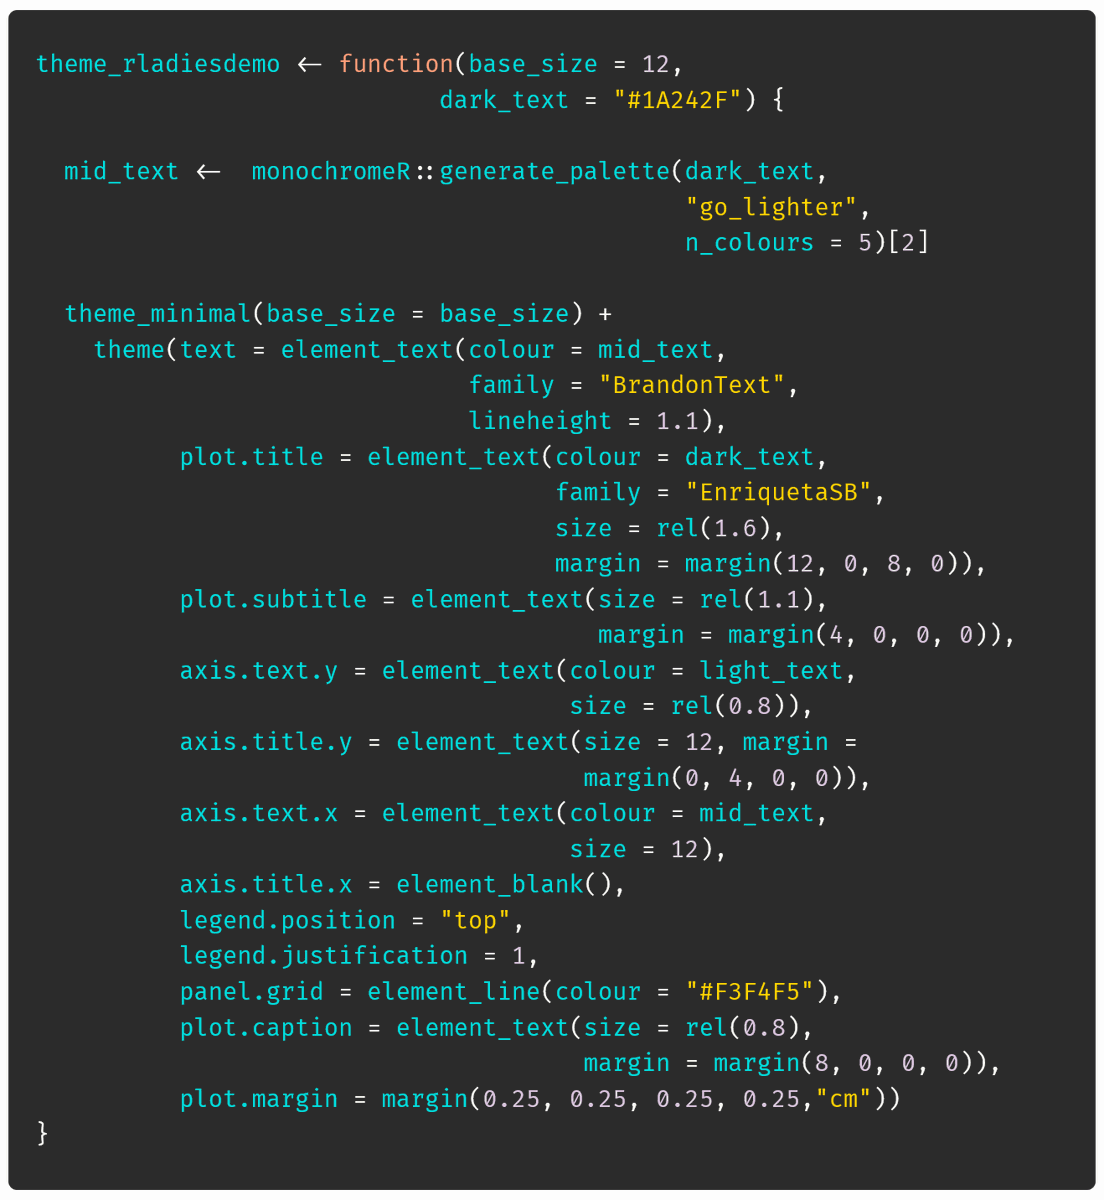 theme_rladiesdemo <- function(base_size = 12,
                            dark_text = "#1A242F") {

  mid_text <-  monochromeR::generate_palette(dark_text,
                                             "go_lighter",
                                             n_colours = 5)[2]

  theme_minimal(base_size = base_size) +
    theme(text = element_text(colour = mid_text,
                              family = "BrandonText",
                              lineheight = 1.1),
          plot.title = element_text(colour = dark_text,
                                    family = "EnriquetaSB",
                                    size = rel(1.6),
                                    margin = margin(12, 0, 8, 0)),
          plot.subtitle = element_text(size = rel(1.1),
                                       margin = margin(4, 0, 0, 0)),
          axis.text.y = element_text(colour = light_text,
                                     size = rel(0.8)),
          axis.title.y = element_text(size = 12, margin =
                                      margin(0, 4, 0, 0)),
          axis.text.x = element_text(colour = mid_text,
                                     size = 12),
          axis.title.x = element_blank(),
          legend.position = "top",
          legend.justification = 1,
          panel.grid = element_line(colour = "#F3F4F5"),
          plot.caption = element_text(size = rel(0.8),
                                      margin = margin(8, 0, 0, 0)),
          plot.margin = margin(0.25, 0.25, 0.25, 0.25,"cm"))
}